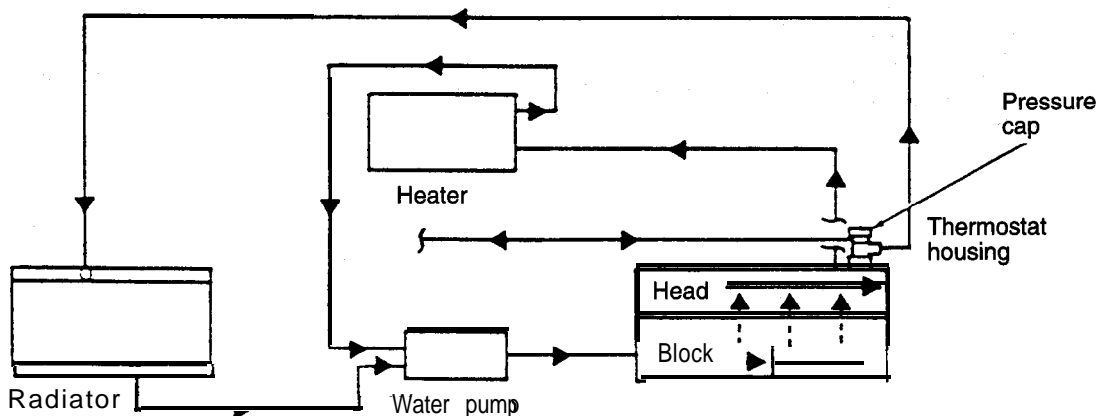 Pressure
cap
Heater
Thermostat
housing
Head
Block
Radiator
Water pump